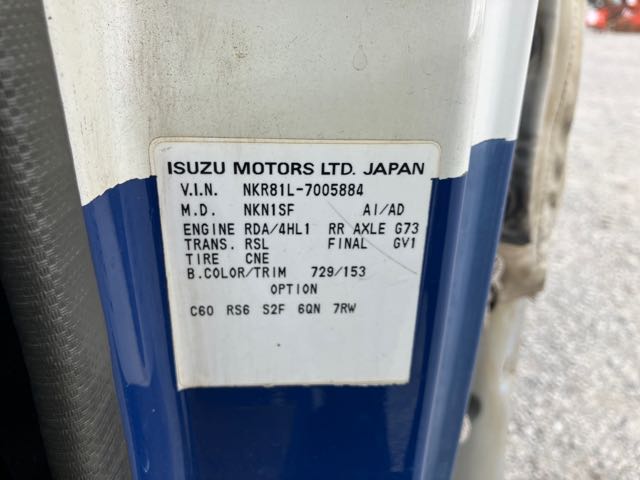 ISUZU MOTORS LTD. JAPAN
V.I.N. NKR81L-7005884
M.D. NKN1SF AI/AD
ENGINE RDA/4HL1 RR AXLE G73
TRANS. RSL FINAL GV1
TIRE CNE
B.COLOR/TRIM 729/153
OPTION
C60 RS6 S2F 6QN 7RW